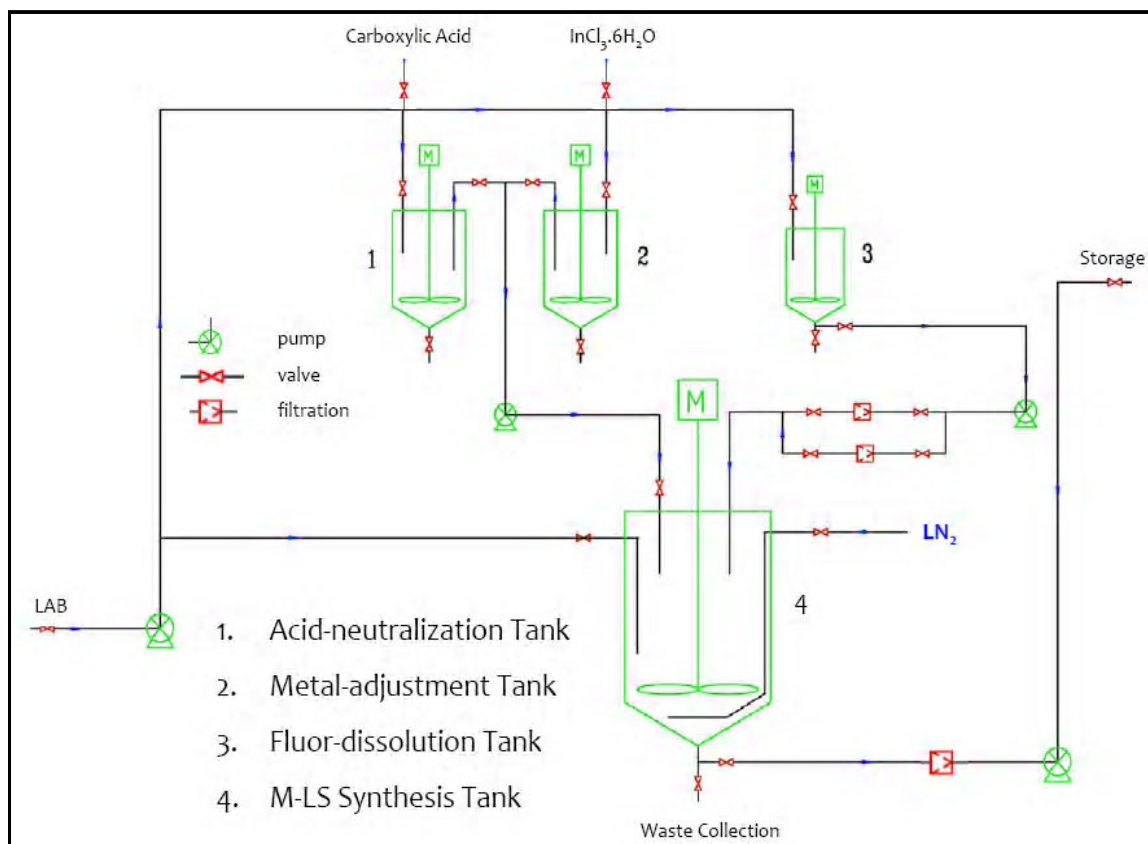 Carboxylic Acid
InCl₃.6H₂O
M
M
M
1
2
3
Storage
pump
valve
filtration
M
LN₂
4
LAB
1. Acid-neutralization Tank
2. Metal-adjustment Tank
3. Fluor-dissolution Tank
4. M-LS Synthesis Tank
Waste Collection